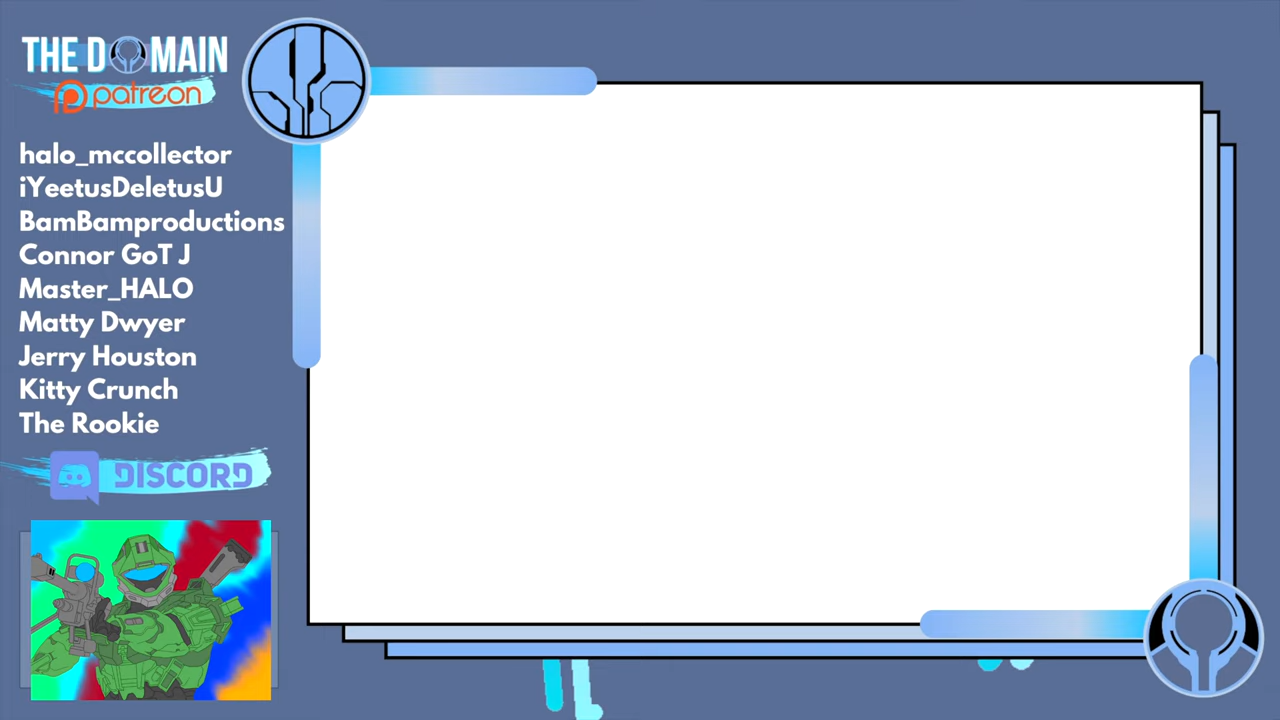 THE DOMAIN
patreon
halo_mccollector
iYeetusDeletusU
BamBamproductions
Connor GoT J
Master_HALO
Matty Dwyer
Jerry Houston
Kitty Crunch
The Rookie
DISCORD